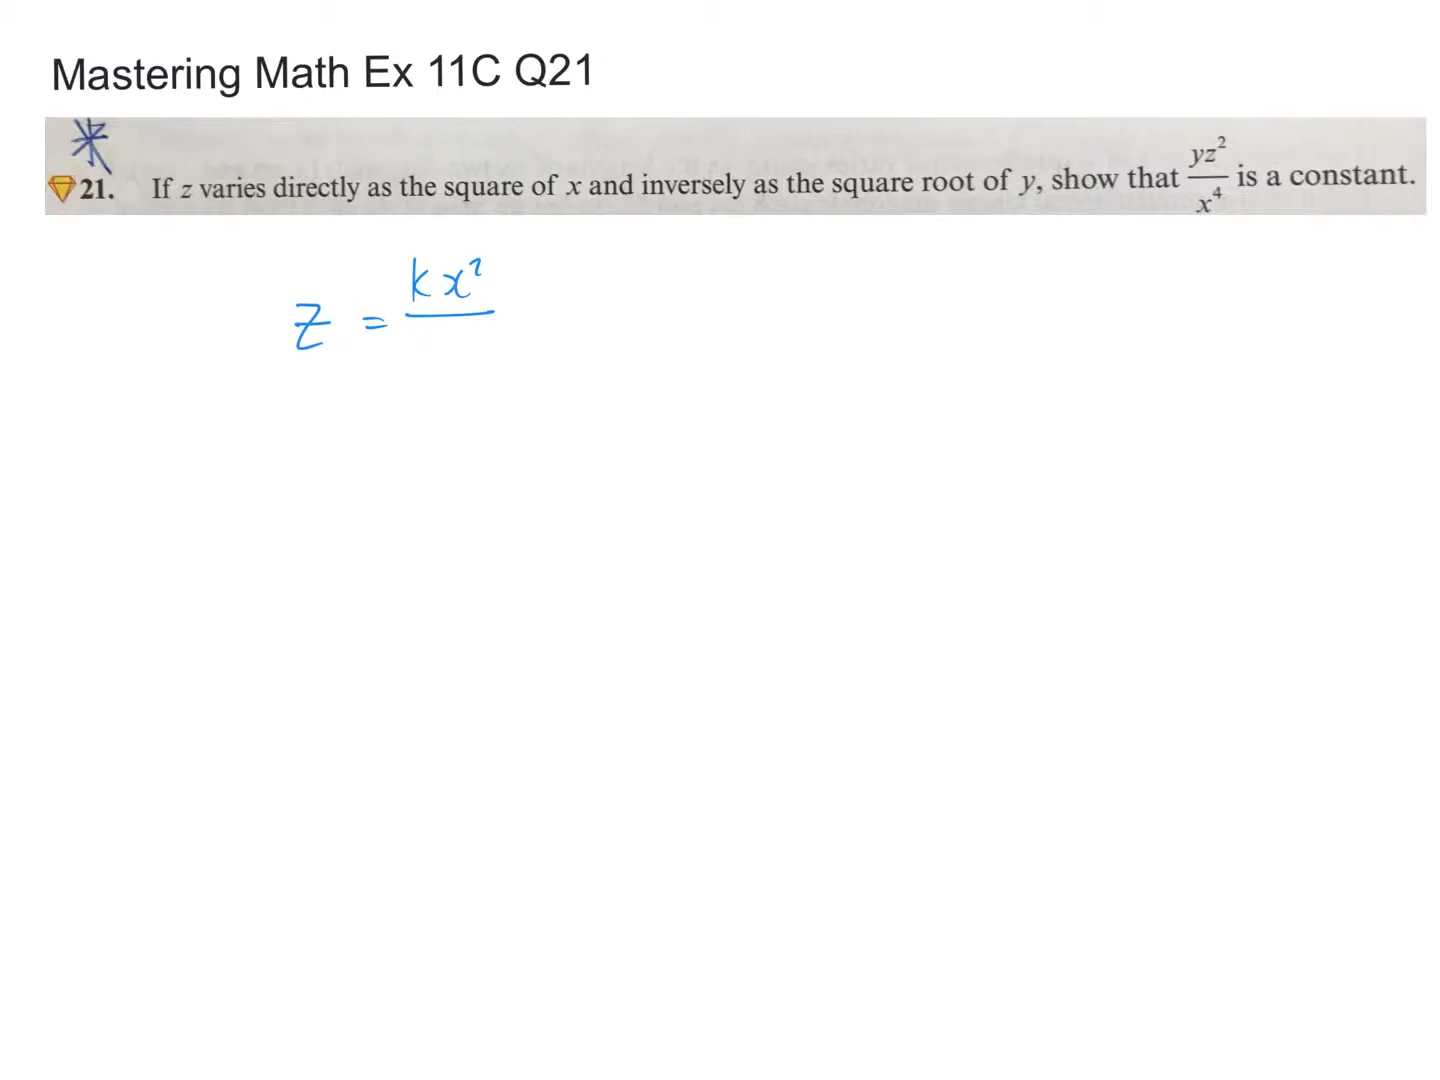 Mastering Math Ex 11C Q21
21. If z varies directly as the square of x and inversely as the square root of y, show that yz²/x⁴ is a constant.
z = kx²/